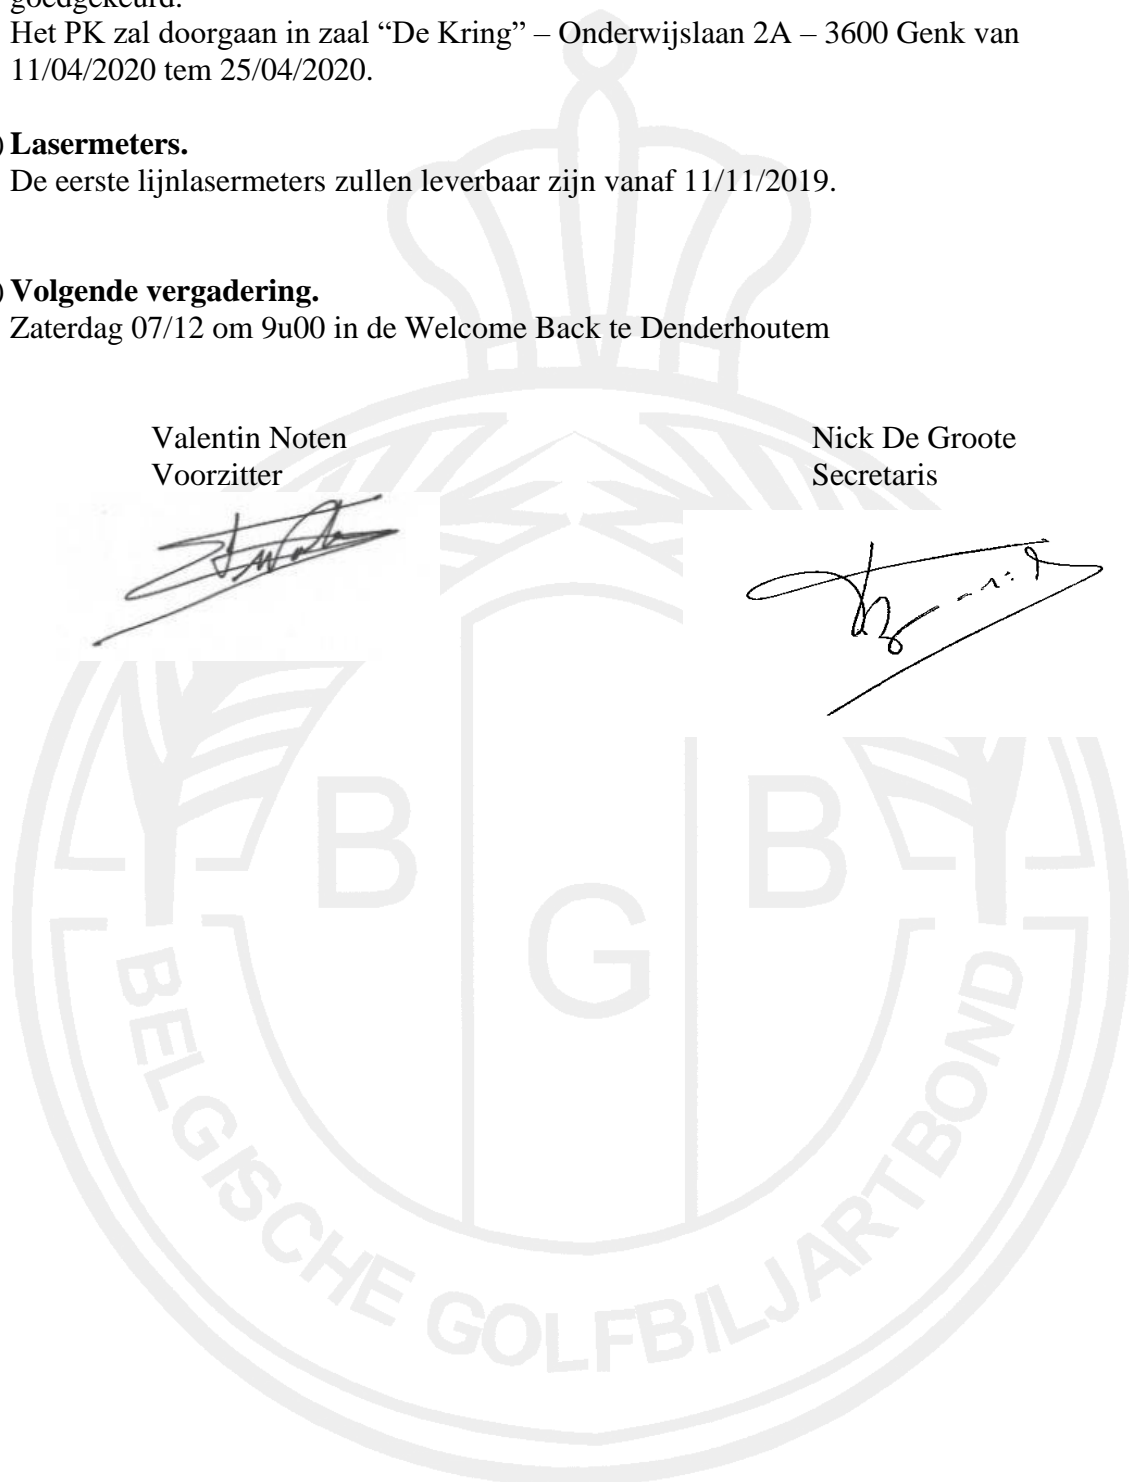 goedgekeurd.
Het PK zal doorgaan in zaal “De Kring” – Onderwijslaan 2A – 3600 Genk van
11/04/2020 tem 25/04/2020.
) Lasermeters.
De eerste lijnlasermeters zullen leverbaar zijn vanaf 11/11/2019.
) Volgende vergadering.
Zaterdag 07/12 om 9u00 in de Welcome Back te Denderhoutem
Valentin Noten
Nick De Groote
Voorzitter
Secretaris
B
B
G
BELGISCHE GOLFBILJARTBOND